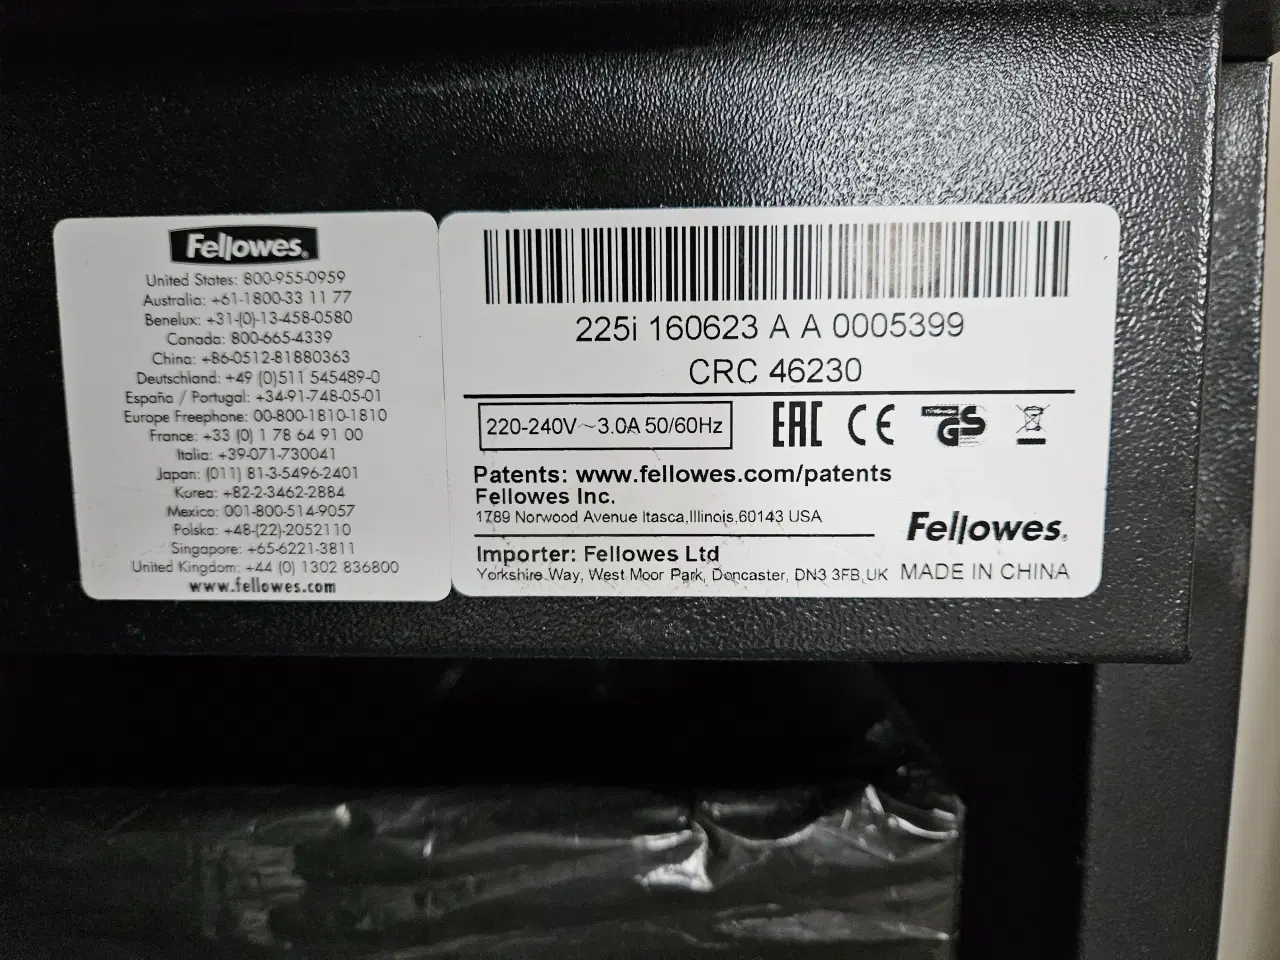 Fellowes®
United States: 800-955-0959
Australia: +61-1800-33 11 77
Benelux: +31-(0)-13-458-0580
Canada: 800-665-4339
China: +86-0512-81880363
Deutschland: +49 (0)511 545489-0
España / Portugal: +34-91-748-05-01
Europe Freephone: 00-800-1810-1810
France: +33 (0) 1 78 64 91 00
Italia: +39-071-730041
Japan: (011) 81-3-5496-2401
Korea: +82-2-3462-2884
Mexico: 001-800-514-9057
Polska: +48-(22)-2052110
Singapore: +65-6221-3811
United Kingdom: +44 (0) 1302 836800
www.fellowes.com
225i 160623 A A 0005399
CRC 46230
220-240V~3.0A 50/60Hz
EAC CE GS
Patents: www.fellowes.com/patents
Fellowes Inc.
1789 Norwood Avenue Itasca,Illinois,60143 USA
Fellowes®
Importer: Fellowes Ltd
Yorkshire Way, West Moor Park, Doncaster, DN3 3FB,UK
MADE IN CHINA